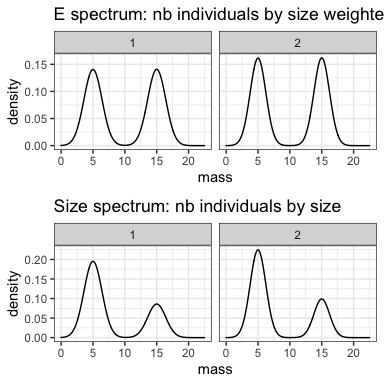 E spectrum: nb individuals by size weighte
1
2
0.15
0.10
0.05
0.00
density
0 5 10 15 20
0 5 10 15 20
mass
Size spectrum: nb individuals by size
1
2
0.20
0.15
0.10
0.05
0.00
density
0 5 10 15 20
0 5 10 15 20
mass